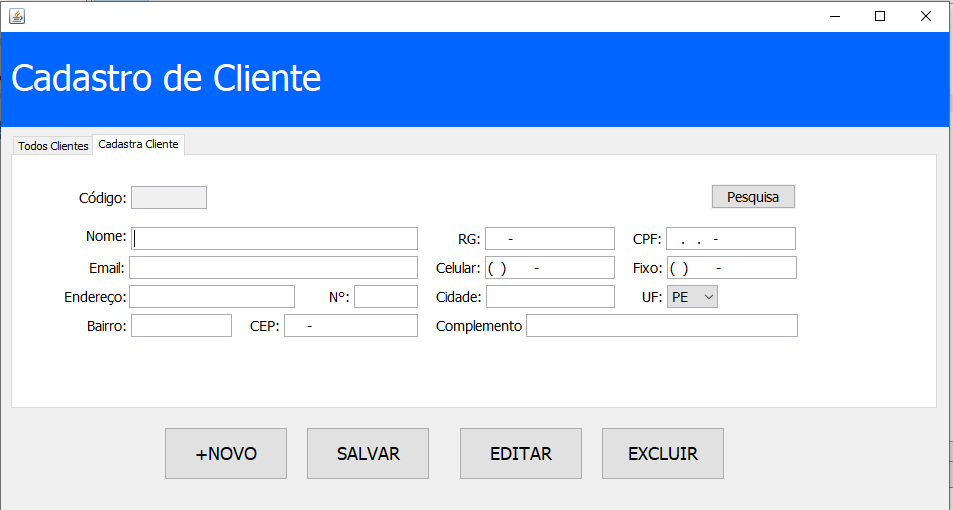 Cadastro de Cliente
Todos Clientes Cadastra Cliente
Código: Pesquisa
Nome: RG: - CPF: . . -
Email: Celular: ( ) - Fixo: ( ) -
Endereço: N°: Cidade: UF: PE
Bairro: CEP: - Complemento
+NOVO SALVAR EDITAR EXCLUIR